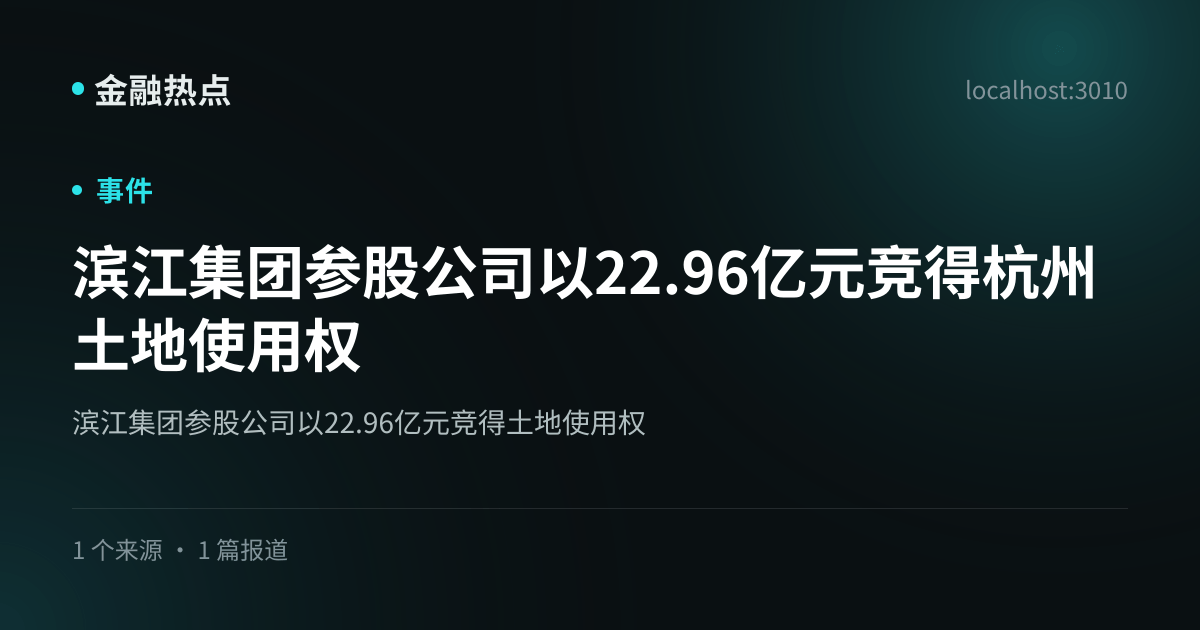 金融热点
localhost:3010
事件
滨江集团参股公司以22.96亿元竞得杭州
土地使用权
滨江集团参股公司以22.96亿元竞得土地使用权
1 个来源 · 1 篇报道